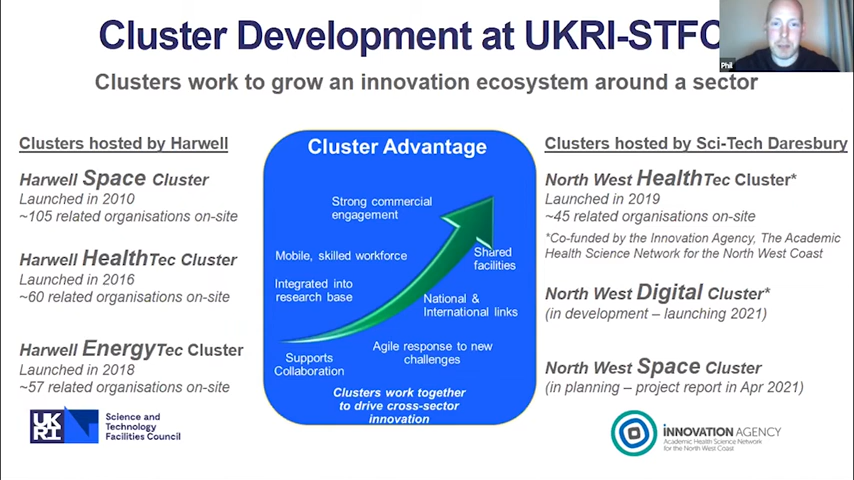 Cluster Development at UKRI-STFC
Phil
Clusters work to grow an innovation ecosystem around a sector
Clusters hosted by Harwell
Harwell Space Cluster
Launched in 2010
~105 related organisations on-site
Harwell HealthTec Cluster
Launched in 2016
~60 related organisations on-site
Harwell EnergyTec Cluster
Launched in 2018
~57 related organisations on-site
Cluster Advantage
Strong commercial
engagement
Mobile, skilled workforce
Shared
facilities
Integrated into
research base
National &
International links
Agile response to new
challenges
Supports
Collaboration
Clusters work together
to drive cross-sector
innovation
Clusters hosted by Sci-Tech Daresbury
North West HealthTec Cluster*
Launched in 2019
~45 related organisations on-site
*Co-funded by the Innovation Agency, The Academic
Health Science Network for the North West Coast
North West Digital Cluster*
(in development – launching 2021)
North West Space Cluster
(in planning – project report in Apr 2021)
UK
RI
Science and
Technology
Facilities Council
INNOVATION AGENCY
Academic Health Science Network
for the North West Coast